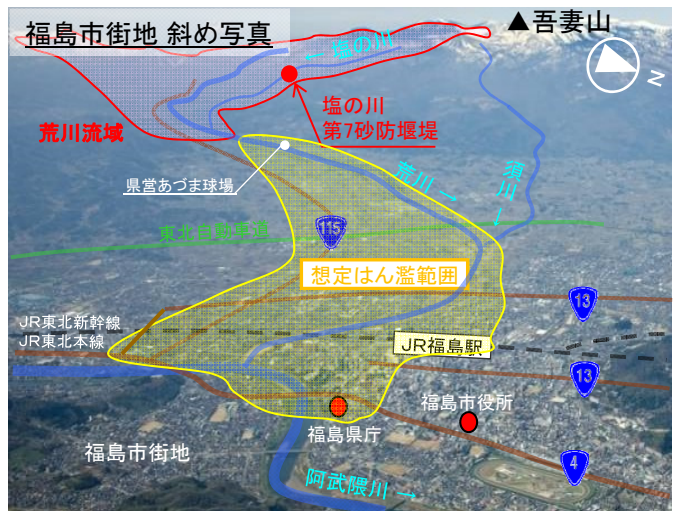 福島市街地 斜め写真
▲吾妻山
← 塩の川
N
塩の川
第7砂防堰堤
荒川流域
荒川 →
須川 →
県営あづま球場
115
東北自動車道
想定はん濫範囲
13
JR東北新幹線
JR東北本線
JR福島駅
13
福島市役所
福島県庁
福島市街地
4
阿武隈川 →